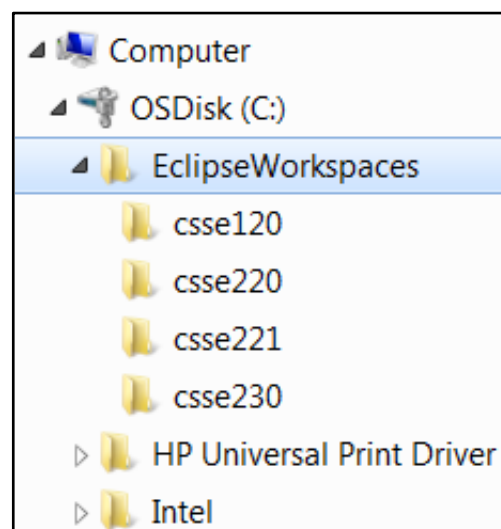 Computer
OSDisk (C:)
EclipseWorkspaces
csse120
csse220
csse221
csse230
HP Universal Print Driver
Intel